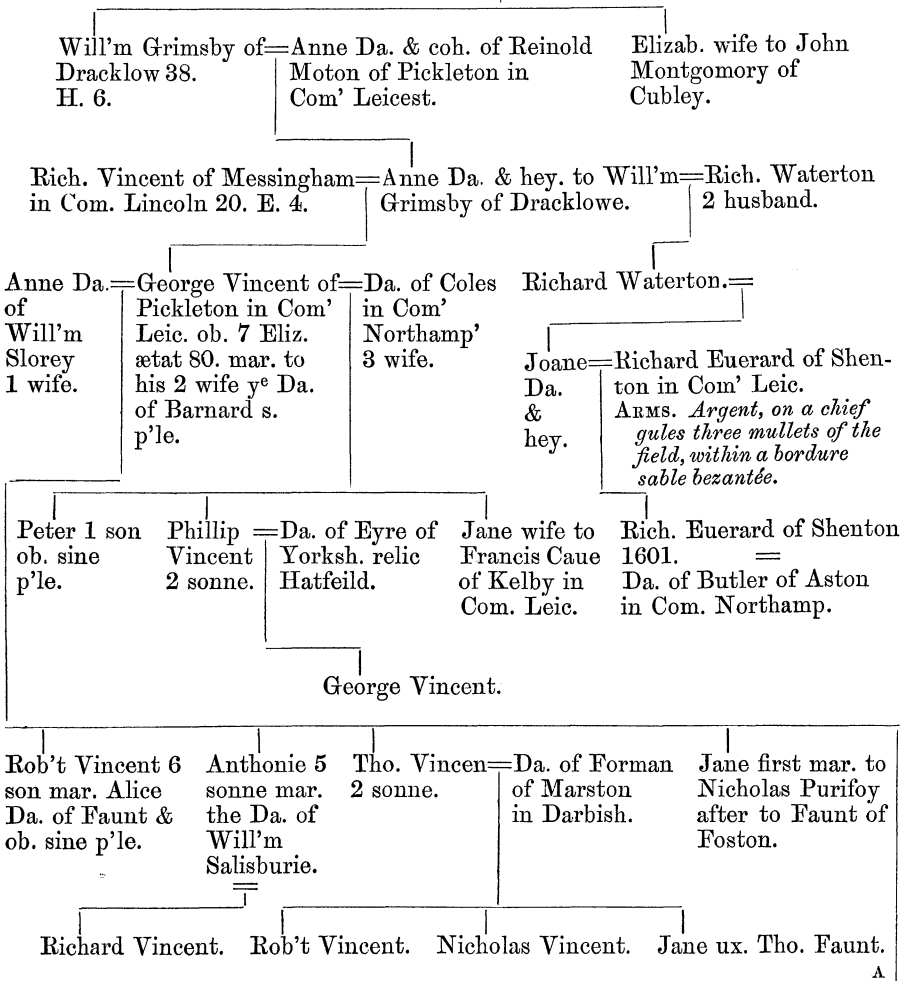 Will'm Grimsby of=Anne Da. & coh. of Reinold
Dracklow 38.
H. 6.
Moton of Pickleton in
Com' Leicest.
Elizab. wife to John
Montgomory of
Cubley.
Rich. Vincent of Messingham=Anne Da. & hey. to Will'm=Rich. Waterton
in Com. Lincoln 20. E. 4.
Grimsby of Dracklowe.
2 husband.
Anne Da.=George Vincent of=Da. of Coles
of
Will'm
Slorey
1 wife.
Pickleton in Com'
Leic. ob. 7 Eliz.
ætat 80. mar. to
his 2 wife yᵉ Da.
of Barnard s.
p'le.
in Com'
Northamp'
3 wife.
Richard Waterton.=
Joane=Richard Euerard of Shen-
Da.
&
hey.
ton in Com' Leic.
ARMS. Argent, on a chief
gules three mullets of the
field, within a bordure
sable bezantée.
Peter 1 son
ob. sine
p'le.
Phillip =Da. of Eyre of
Vincent
2 sonne.
Yorksh. relic
Hatfeild.
Jane wife to
Francis Caue
of Kelby in
Com. Leic.
Rich. Euerard of Shenton
1601. =
Da. of Butler of Aston
in Com. Northamp.
George Vincent.
Rob't Vincent 6
son mar. Alice
Da. of Faunt &
ob. sine p'le.
Anthonie 5
sonne mar.
the Da. of
Will'm
Salisburie.
=
Tho. Vincen=Da. of Forman
2 sonne.
of Marston
in Darbish.
Jane first mar. to
Nicholas Purifoy
after to Faunt of
Foston.
Richard Vincent.
Rob't Vincent.
Nicholas Vincent.
Jane ux. Tho. Faunt.
A